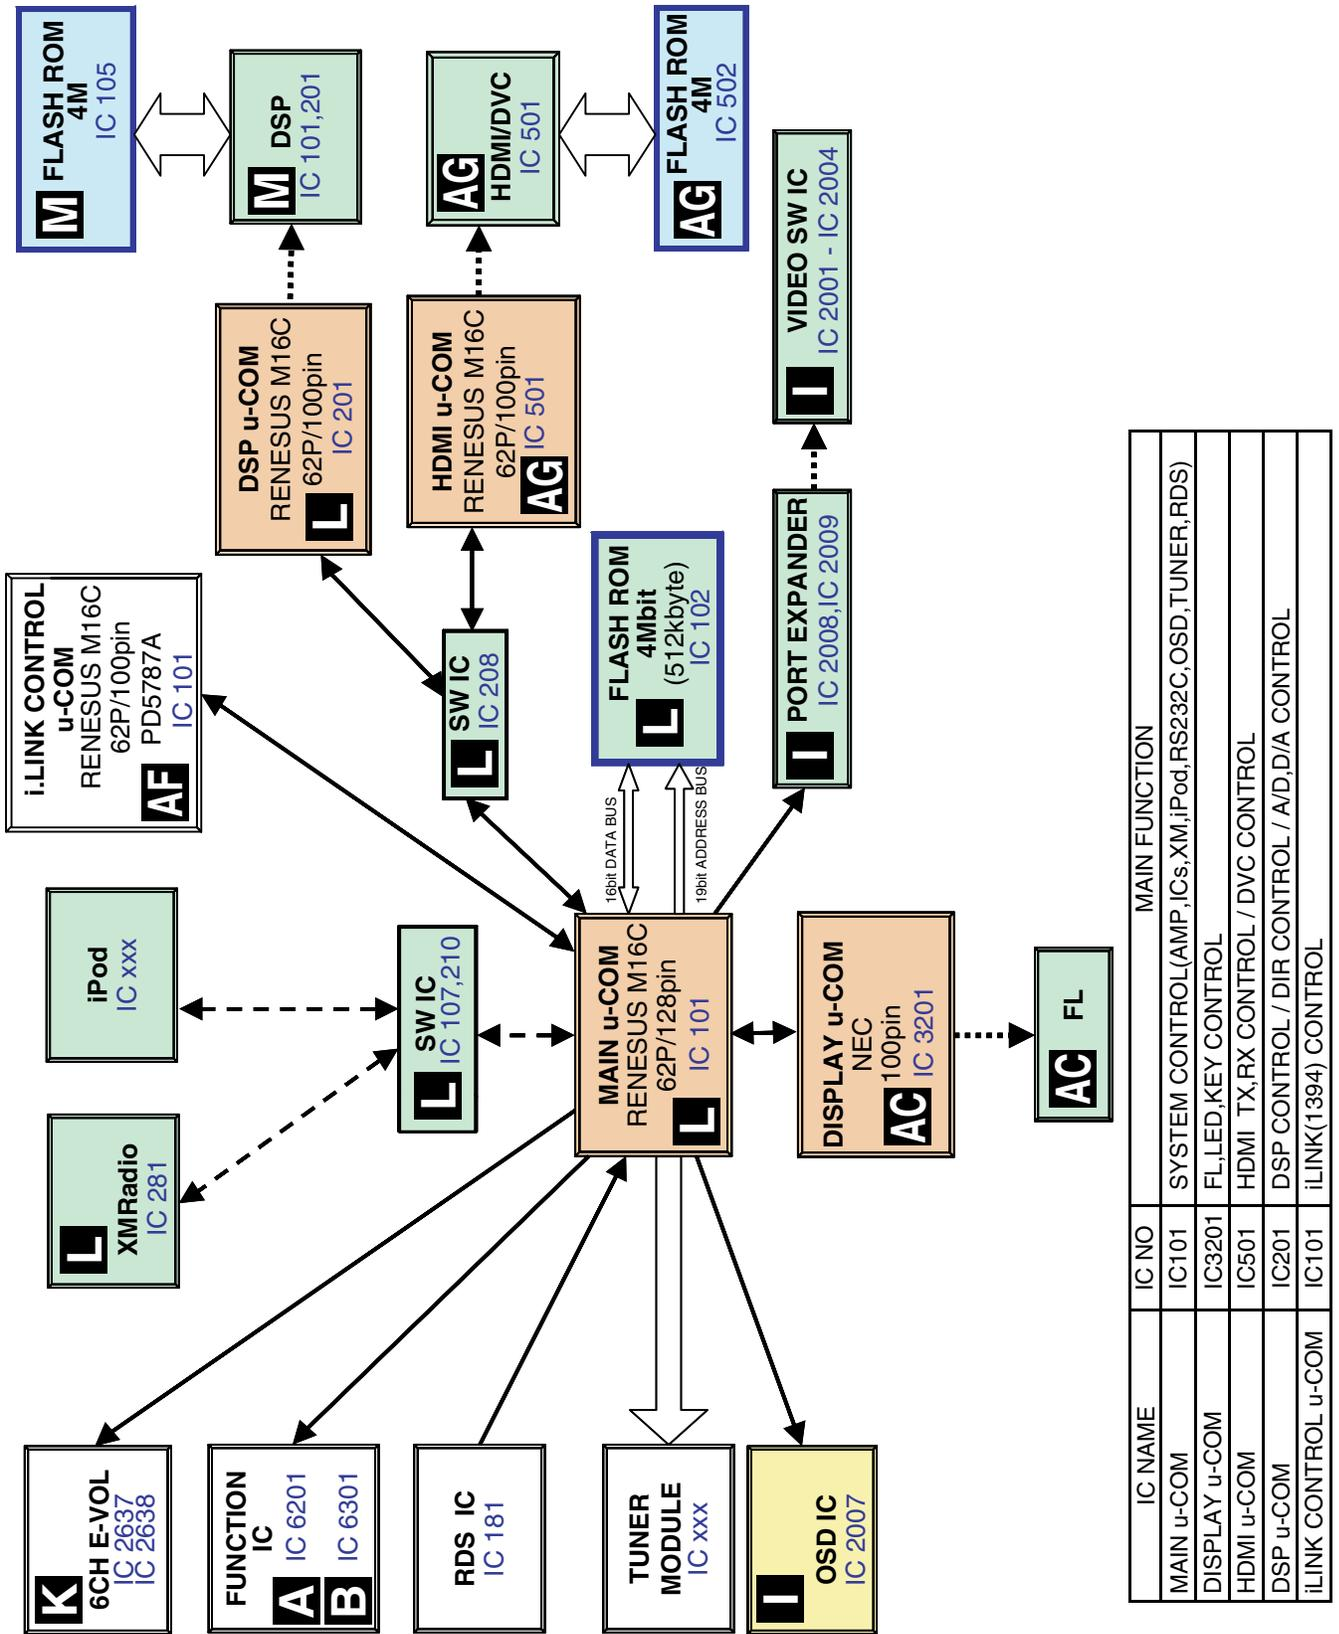 K
6CH E-VOL
IC 2637
IC 2638
FUNCTION
IC
A
IC 6201
B
IC 6301
RDS IC
IC 181
TUNER
MODULE
IC xxx
I
OSD IC
IC 2007
L
XMRadio
IC 281
iPod
IC xxx
L
SW IC
IC 107,210
MAIN u-COM
RENESUS M16C
62P/128pin
IC 101
L
DISPLAY u-COM
NEC
100pin
IC 3201
AC
AC
FL
i.LINK CONTROL
u-COM
RENESUS M16C
62P/100pin
PD5787A
IC 101
AF
L
SW IC
IC 208
16bit DATA BUS
19bit ADDRESS BUS
FLASH ROM
4Mbit
(512kbyte)
IC 102
L
I
PORT EXPANDER
IC 2008,IC 2009
DSP u-COM
RENESUS M16C
62P/100pin
IC 201
L
HDMI u-COM
RENESUS M16C
62P/100pin
IC 501
AG
M
FLASH ROM
4M
IC 105
M
DSP
IC 101,201
AG
HDMI/DVC
IC 501
AG
FLASH ROM
4M
IC 502
I
VIDEO SW IC
IC 2001 - IC 2004
IC NAME IC NO MAIN FUNCTION
MAIN u-COM IC101 SYSTEM CONTROL(AMP,ICs,XM,iPod,RS232C,OSD,TUNER,RDS)
DISPLAY u-COM IC3201 FL,LED,KEY CONTROL
HDMI u-COM IC501 HDMI TX,RX CONTROL / DVC CONTROL
DSP u-COM IC201 DSP CONTROL / DIR CONTROL / A/D,D/A CONTROL
iLINK CONTROL u-COM IC101 iLINK(1394) CONTROL